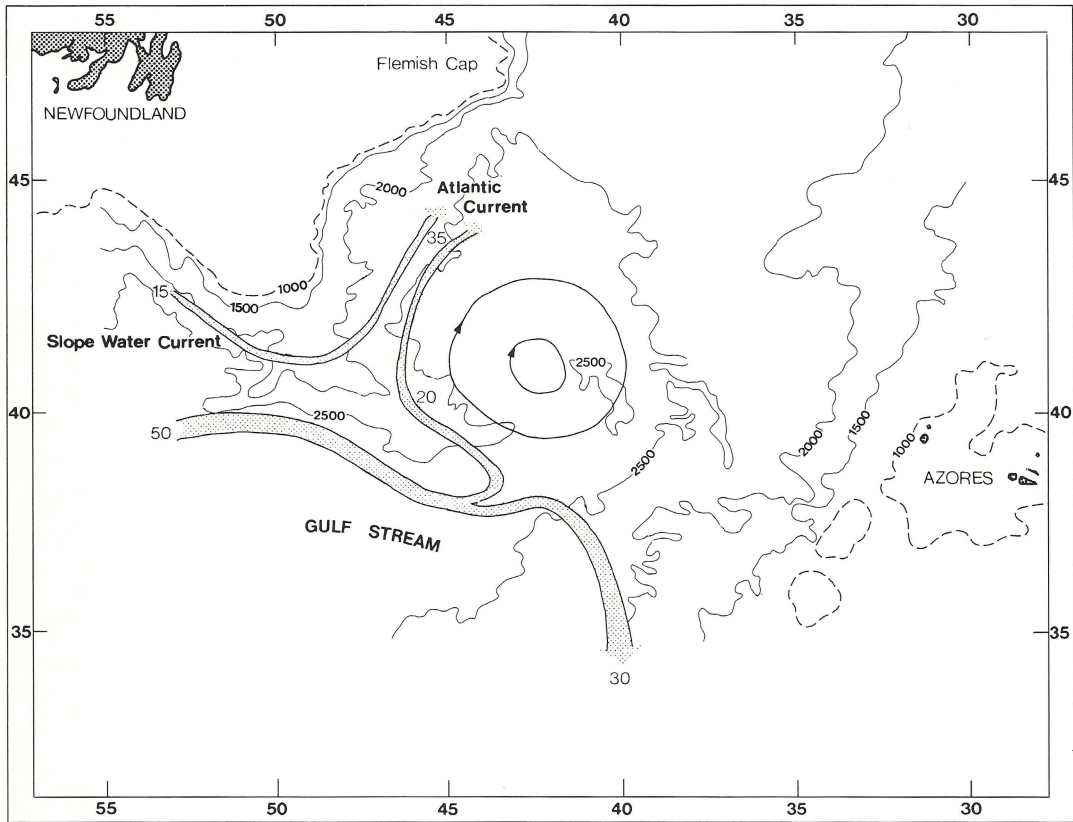 55 50 45 40 35 30
Flemish Cap
NEWFOUNDLAND
45 2000 Atlantic 45
Current
35
1000
15 1500
Slope Water Current
2500
20
40 2500 40
50
2500 2000 1500 1000
AZORES
GULF STREAM
35 35
30
55 50 45 40 35 30